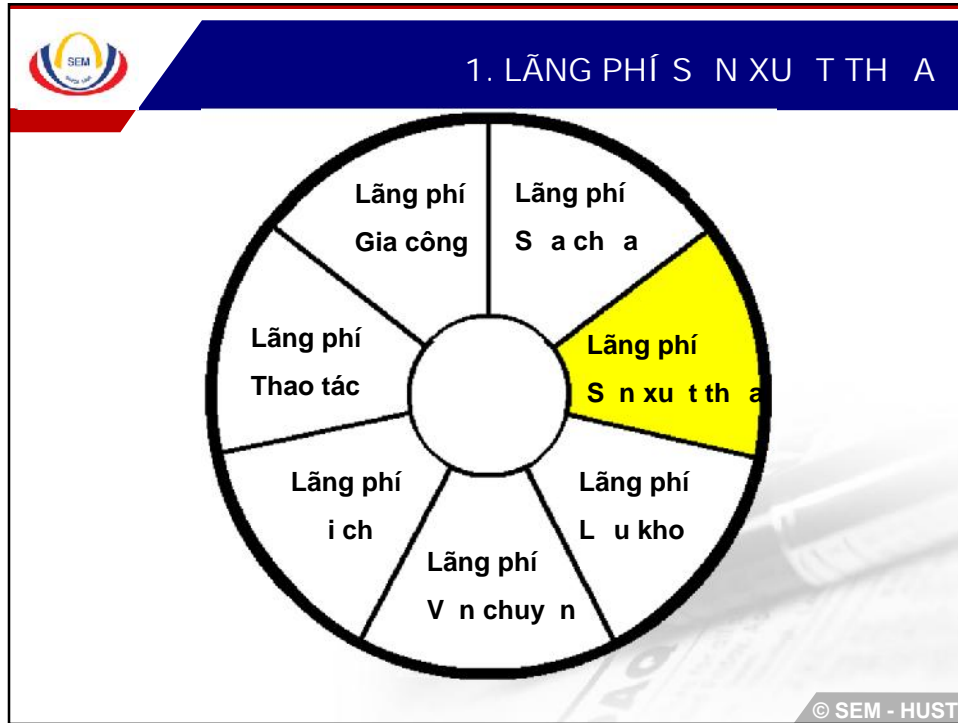 SEM
1. LÃNG PHÍ S N XU T TH A
Lãng phí
Gia công
Lãng phí
S a ch a
Lãng phí
S n xu t th a
Lãng phí
L u kho
Lãng phí
V n chuy n
Lãng phí
i ch
Lãng phí
Thao tác
© SEM - HUST